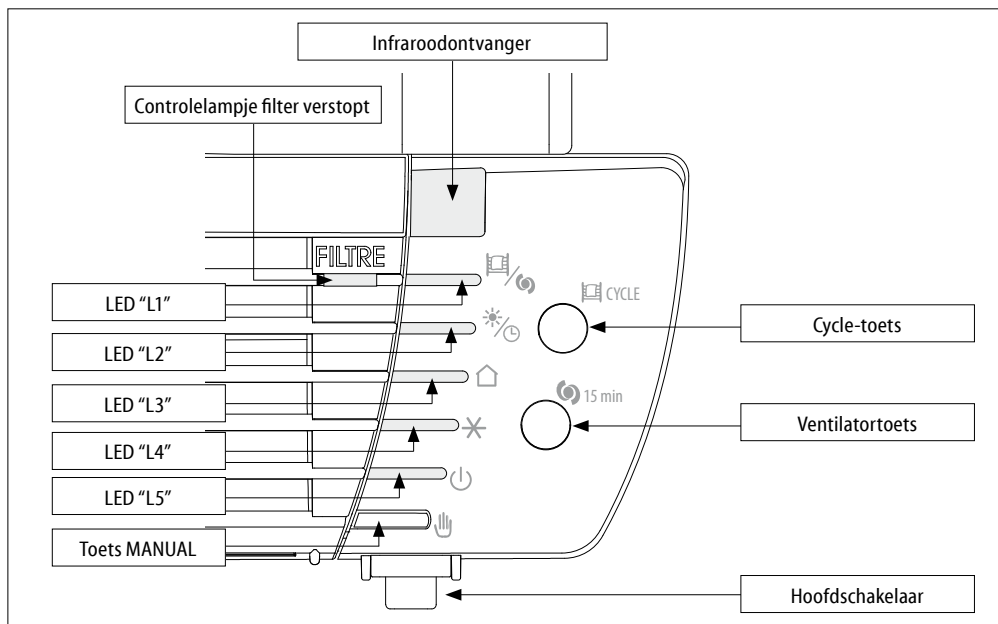 Infraroodontvanger
Controlelampje filter verstopt
FILTRE
LED “L1”
CYCLE
LED “L2”
Cycle-toets
LED “L3”
15 min
LED “L4”
Ventilatortoets
LED “L5”
Toets MANUAL
Hoofdschakelaar